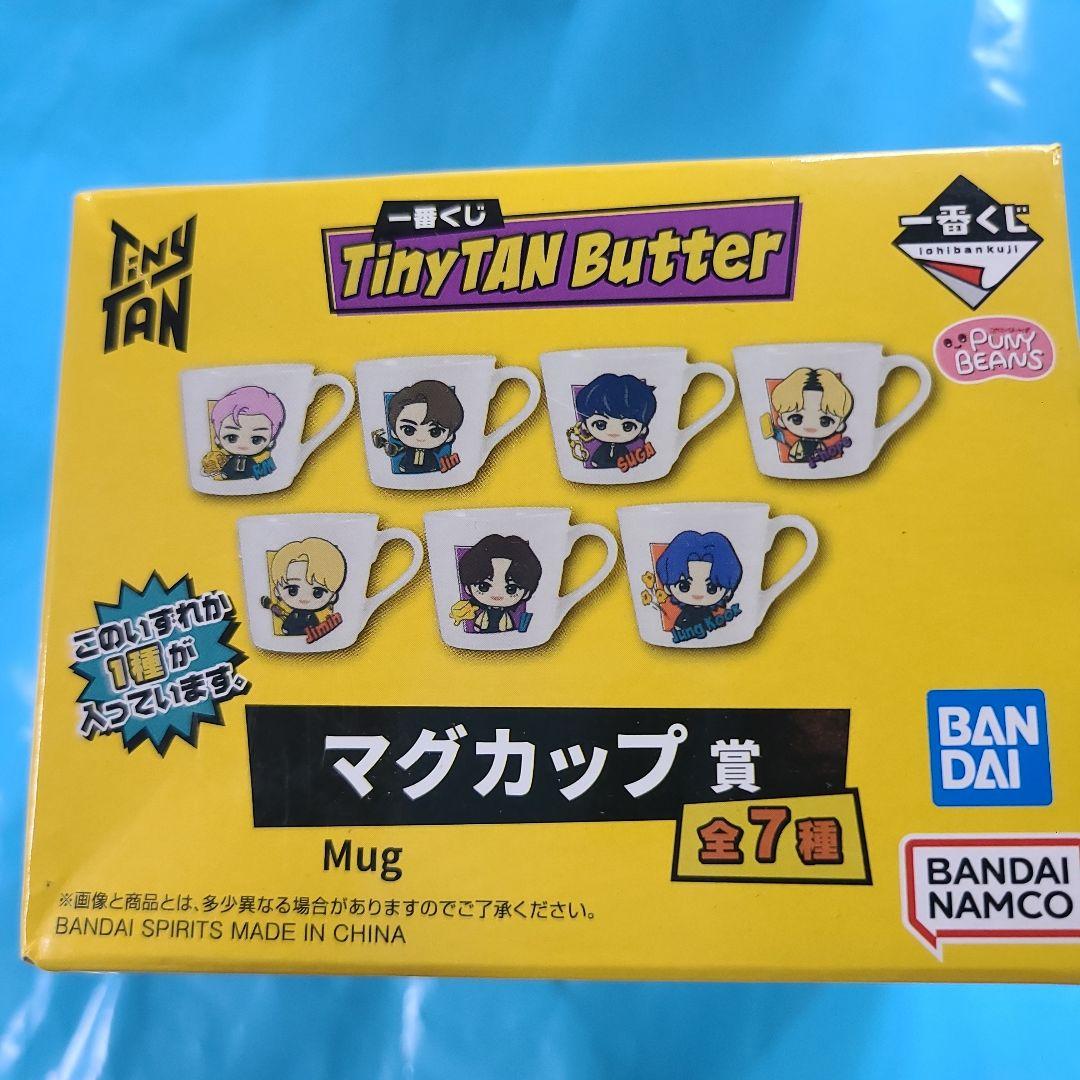 TINY TAN
一番くじ
TinyTAN Butter
一番くじ
ichibankuji
PUNY
BEANS
RM
Jin
SUGA
j-hope
Jimin
V
Jung Kook
このいずれか
1種が
入っています。
マグカップ賞
全7種
Mug
BAN
DAI
BANDAI
NAMCO
※画像と商品とは、多少異なる場合がありますのでご了承ください。
BANDAI SPIRITS MADE IN CHINA